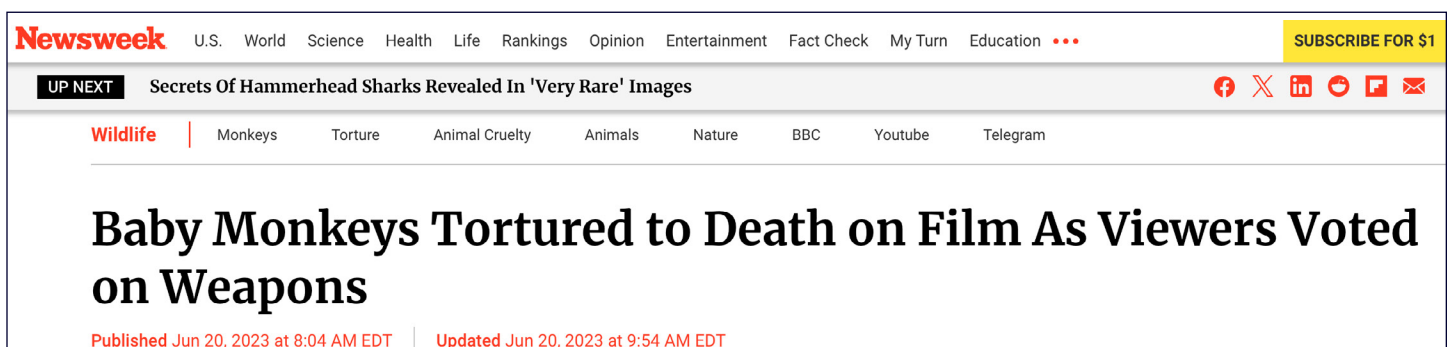 Newsweek U.S. World Science Health Life Rankings Opinion Entertainment Fact Check My Turn Education ••• SUBSCRIBE FOR $1
UP NEXT Secrets Of Hammerhead Sharks Revealed In 'Very Rare' Images
Wildlife | Monkeys Torture Animal Cruelty Animals Nature BBC Youtube Telegram
Baby Monkeys Tortured to Death on Film As Viewers Voted
on Weapons
Published Jun 20, 2023 at 8:04 AM EDT | Updated Jun 20, 2023 at 9:54 AM EDT